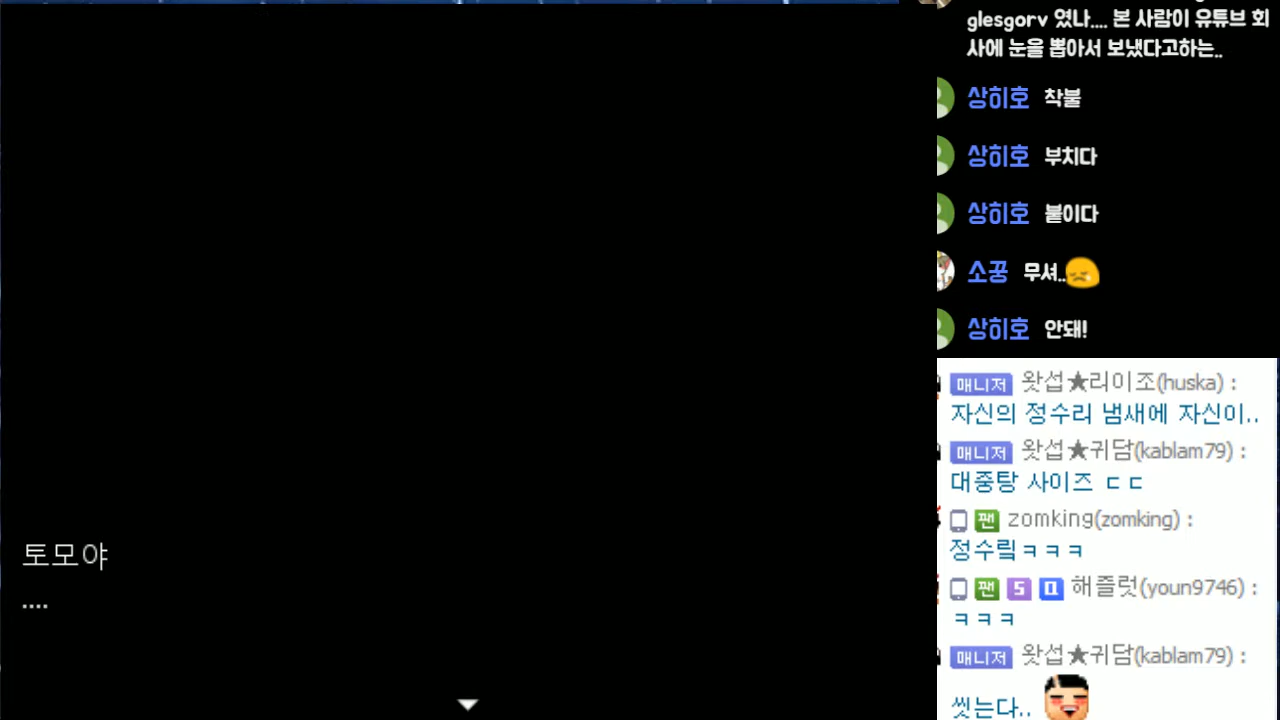 토모야
....
glesgorv 였나.... 본 사람이 유튜브 회
사에 눈을 뽑아서 보냈다고하는..
상히호 착불
상히호 부치다
상히호 붙이다
소꿍 무셔..
상히호 안돼!
매니저 왓섭★리이조(huska) :
자신의 정수리 냄새에 자신이..
매니저 왓섭★귀담(kablam79) :
대중탕 사이즈 ㄷㄷ
팬 zomking(zomking) :
정수맄ㅋㅋㅋ
팬 S Q 해즐럿(youn9746) :
ㅋㅋㅋ
매니저 왓섭★귀담(kablam79) :
씻는다..